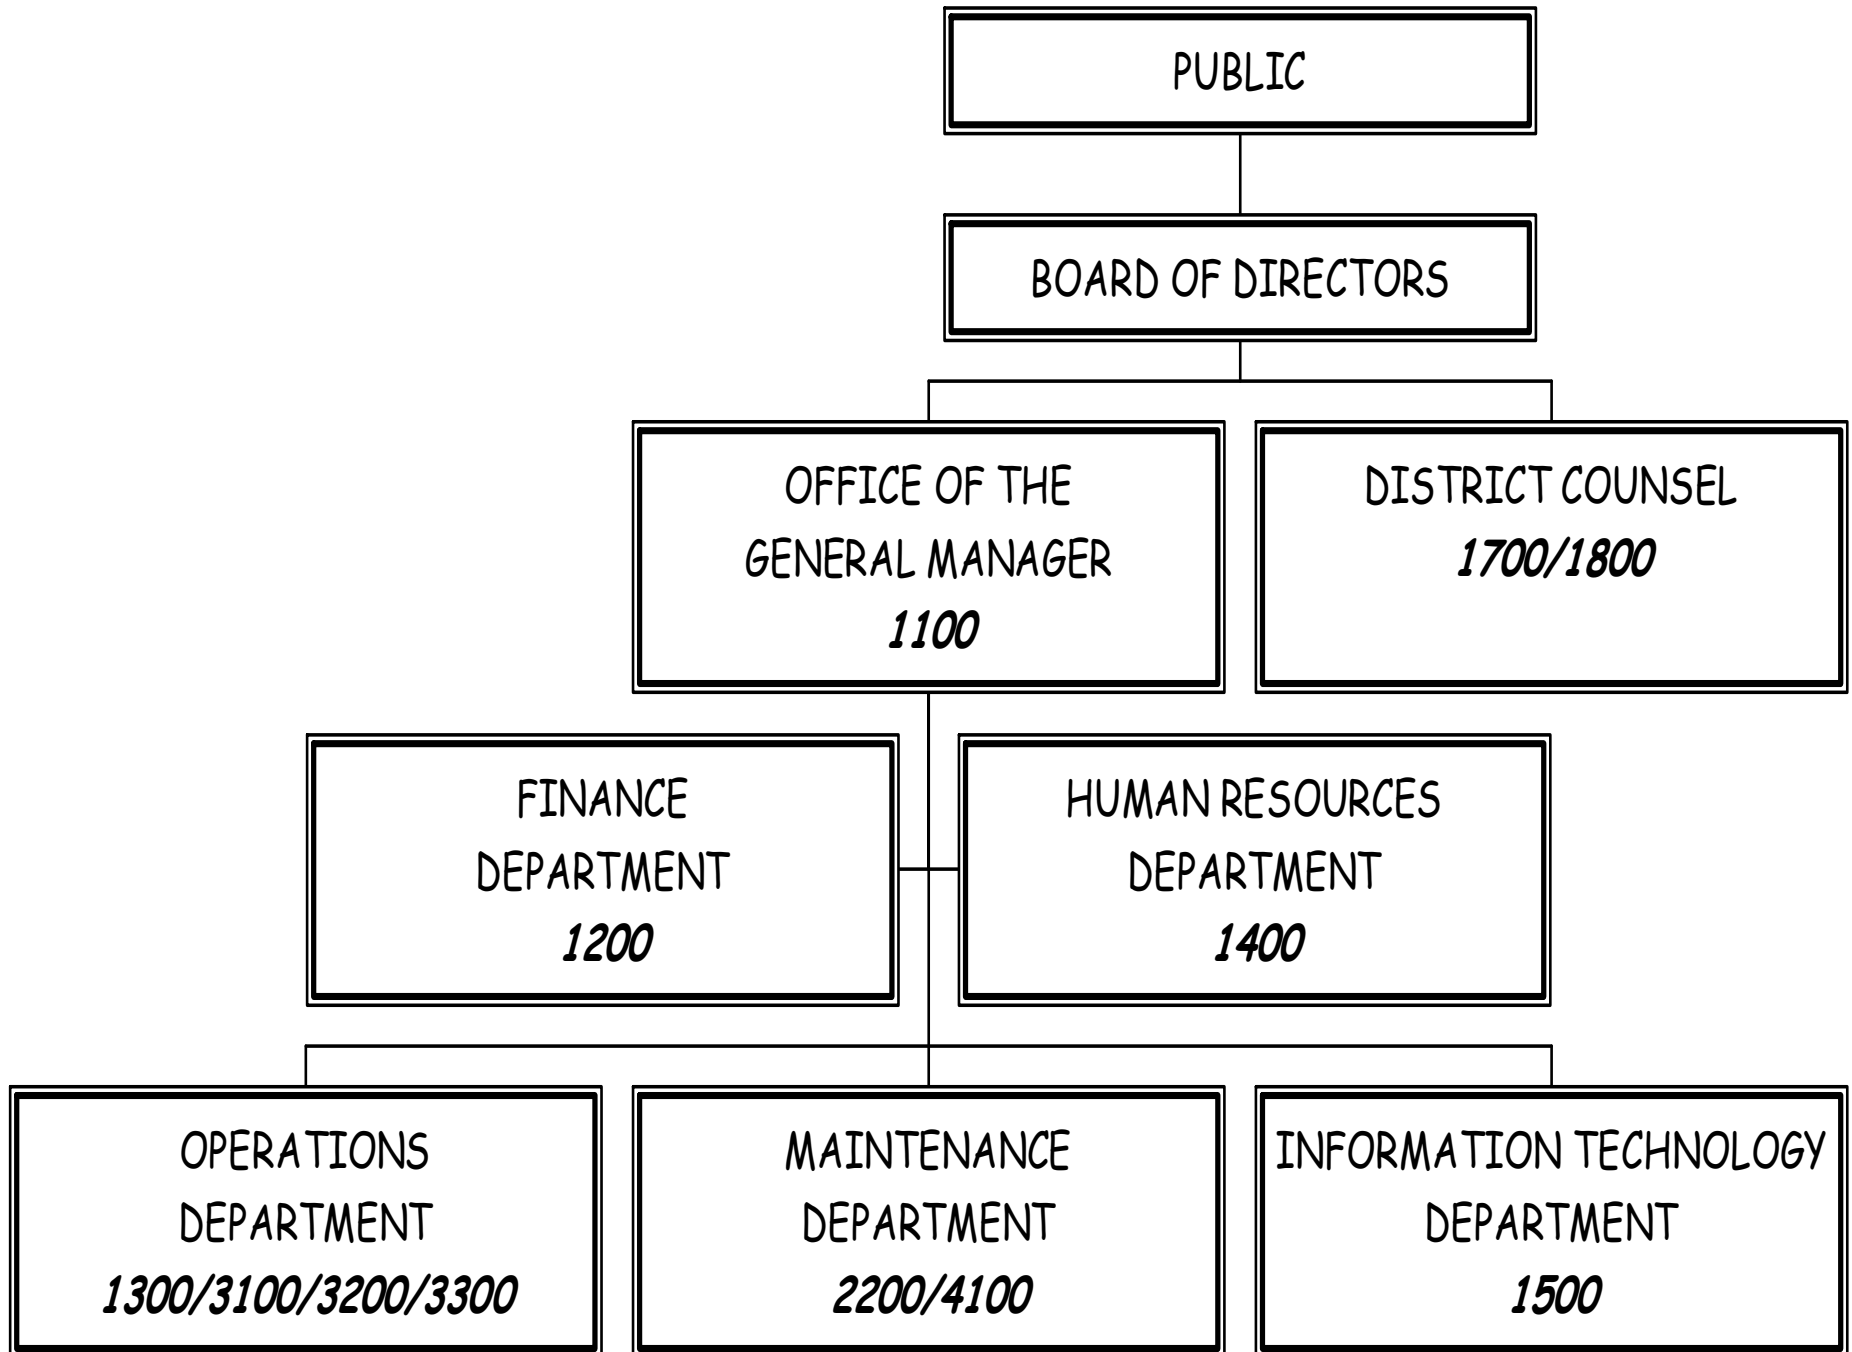 PUBLIC
BOARD OF DIRECTORS
OFFICE OF THE
GENERAL MANAGER
1100
DISTRICT COUNSEL
1700/1800
FINANCE
DEPARTMENT
1200
HUMAN RESOURCES
DEPARTMENT
1400
OPERATIONS
DEPARTMENT
1300/3100/3200/3300
MAINTENANCE
DEPARTMENT
2200/4100
INFORMATION TECHNOLOGY
DEPARTMENT
1500